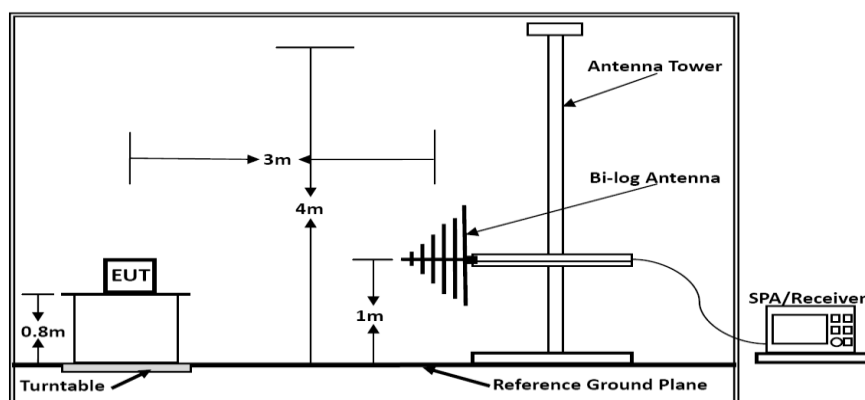 Antenna Tower
3m
Bi-log Antenna
4m
EUT
SPA/Receiver
0.8m
1m
Turntable
Reference Ground Plane